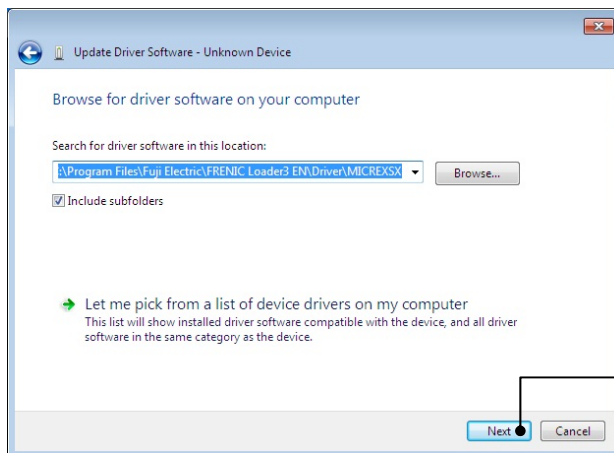 Update Driver Software - Unknown Device
Browse for driver software on your computer
Search for driver software in this location:
:\Program Files\Fuji Electric\FRENIC Loader3 EN\Driver\MICREXSX
Browse...
Include subfolders
Let me pick from a list of device drivers on my computer
This list will show installed driver software compatible with the device, and all driver
software in the same category as the device.
Next
Cancel